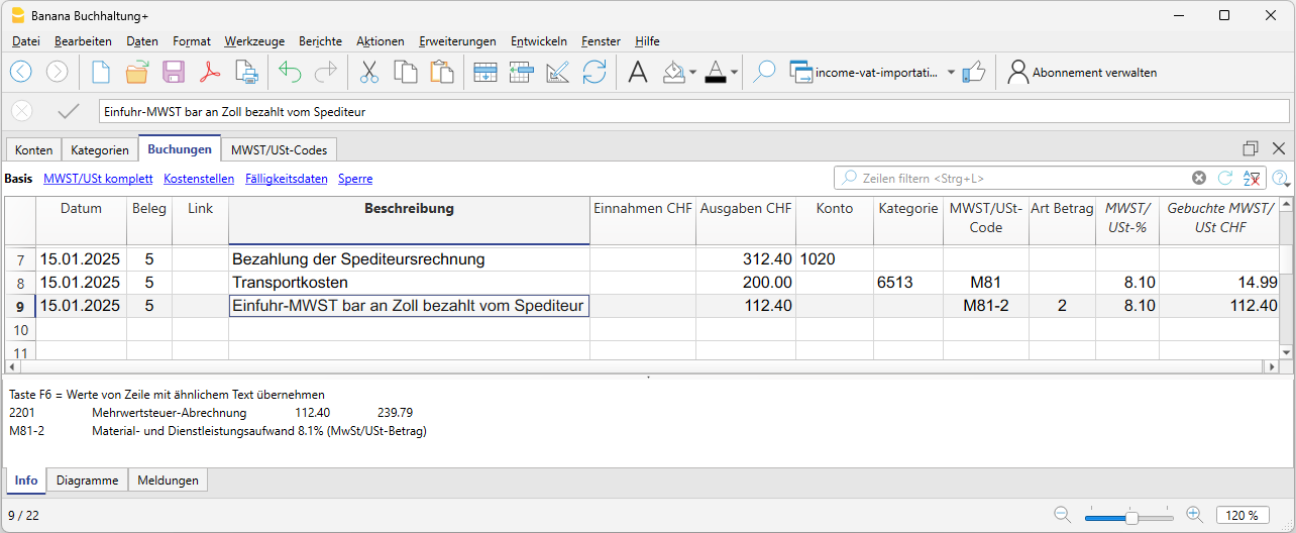 Banana Buchhaltung+
Datei Bearbeiten Daten Format Werkzeuge Berichte Aktionen Erweiterungen Entwickeln Fenster Hilfe
income-vat-importati... Abonnement verwalten
Einfuhr-MWST bar an Zoll bezahlt vom Spediteur
Konten Kategorien Buchungen MWST/USt-Codes
Basis MWST/USt komplett Kostenstellen Fälligkeitsdaten Sperre Zeilen filtern <Strg+L>
Datum Beleg Link Beschreibung Einnahmen CHF Ausgaben CHF Konto Kategorie MWST/USt- Art Betrag MWST/ Gebuchte MWST/
Code USt-% USt CHF
7 15.01.2025 5 Bezahlung der Spediteursrechnung 312.40 1020
8 15.01.2025 5 Transportkosten 200.00 6513 M81 8.10 14.99
9 15.01.2025 5 Einfuhr-MWST bar an Zoll bezahlt vom Spediteur 112.40 M81-2 2 8.10 112.40
10
11
Taste F6 = Werte von Zeile mit ähnlichem Text übernehmen
2201 Mehrwertsteuer-Abrechnung 112.40 239.79
M81-2 Material- und Dienstleistungsaufwand 8.1% (MwSt/USt-Betrag)
Info Diagramme Meldungen
9 / 22 120 %